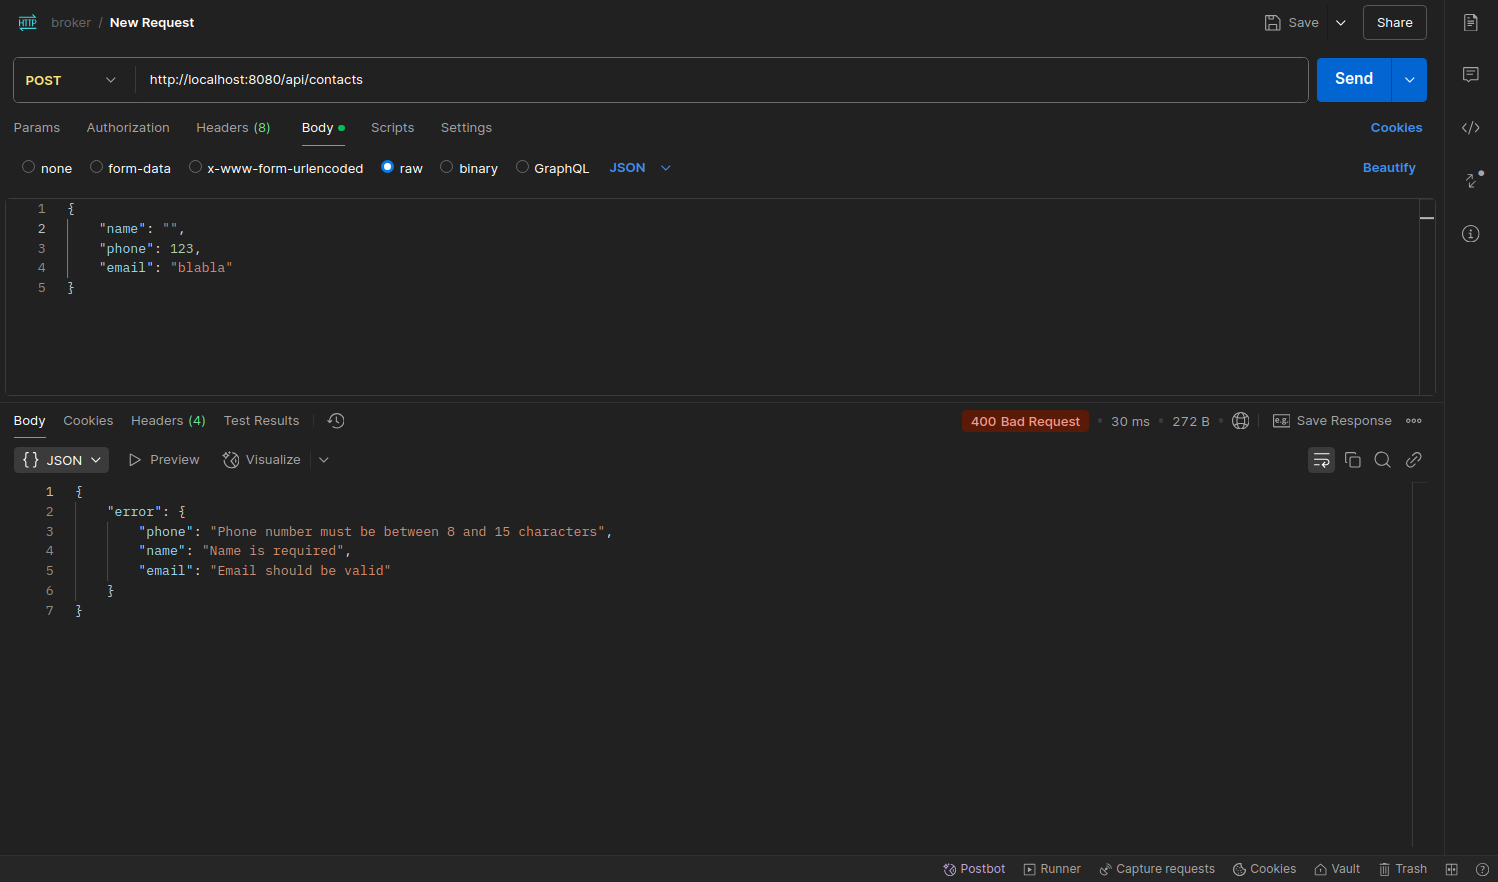 HTTP broker / New Request Save Share
POST http://localhost:8080/api/contacts Send
Params Authorization Headers (8) Body Scripts Settings Cookies
none form-data x-www-form-urlencoded raw binary GraphQL JSON Beautify
1 {
2 "name": "",
3 "phone": 123,
4 "email": "blabla"
5 }
Body Cookies Headers (4) Test Results 400 Bad Request • 30 ms • 272 B • e.g. Save Response
{} JSON Preview Visualize
1 {
2 "error": {
3 "phone": "Phone number must be between 8 and 15 characters",
4 "name": "Name is required",
5 "email": "Email should be valid"
6 }
7 }
Postbot Runner Capture requests Cookies Vault Trash